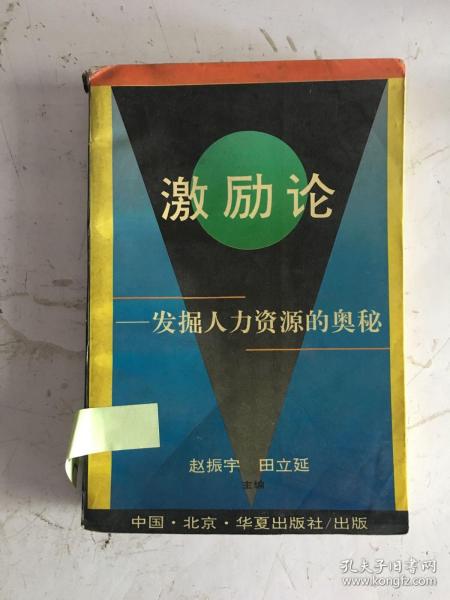 激励论
——发掘人力资源的奥秘
赵振宇 田立延
主编
中国·北京·华夏出版社/出版
孔夫子旧书网
www.kongfz.com